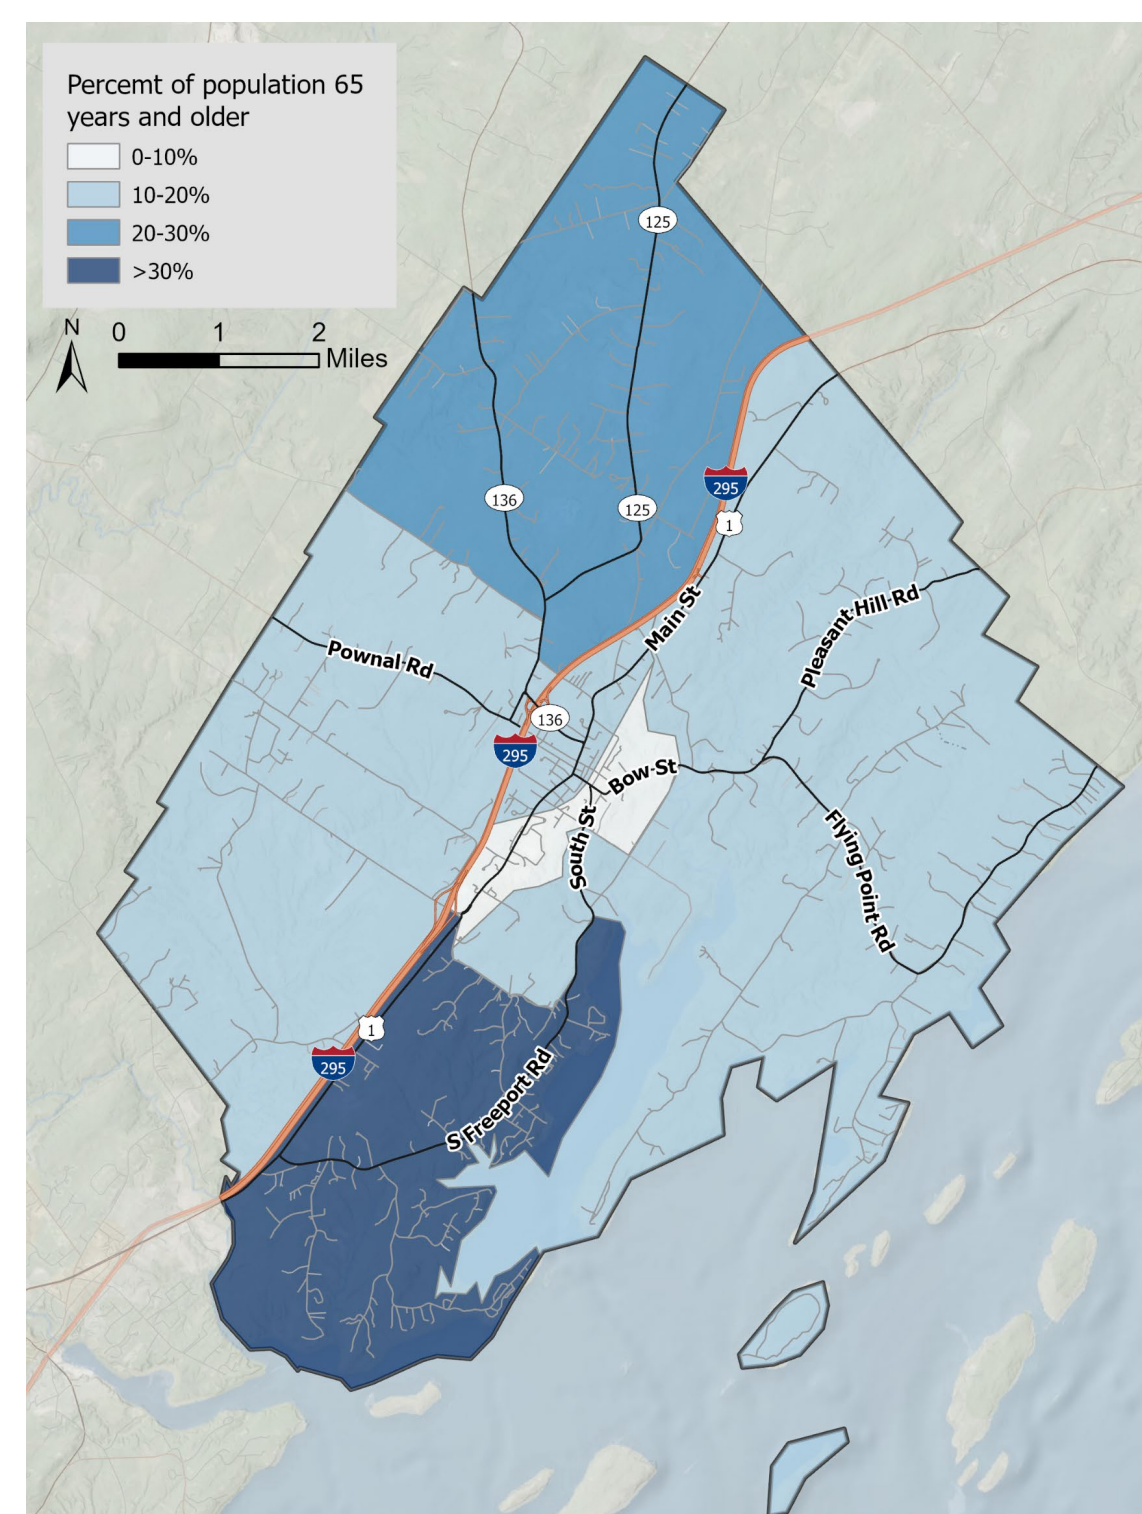 Percemt of population 65
years and older
0-10%
10-20%
20-30%
>30%
N
0 1 2
Miles
125
136
125
295
1
Main St
Pleasant Hill Rd
Pownal Rd
136
295
Bow St
South St
Flying Point Rd
1
295
S Freeport Rd